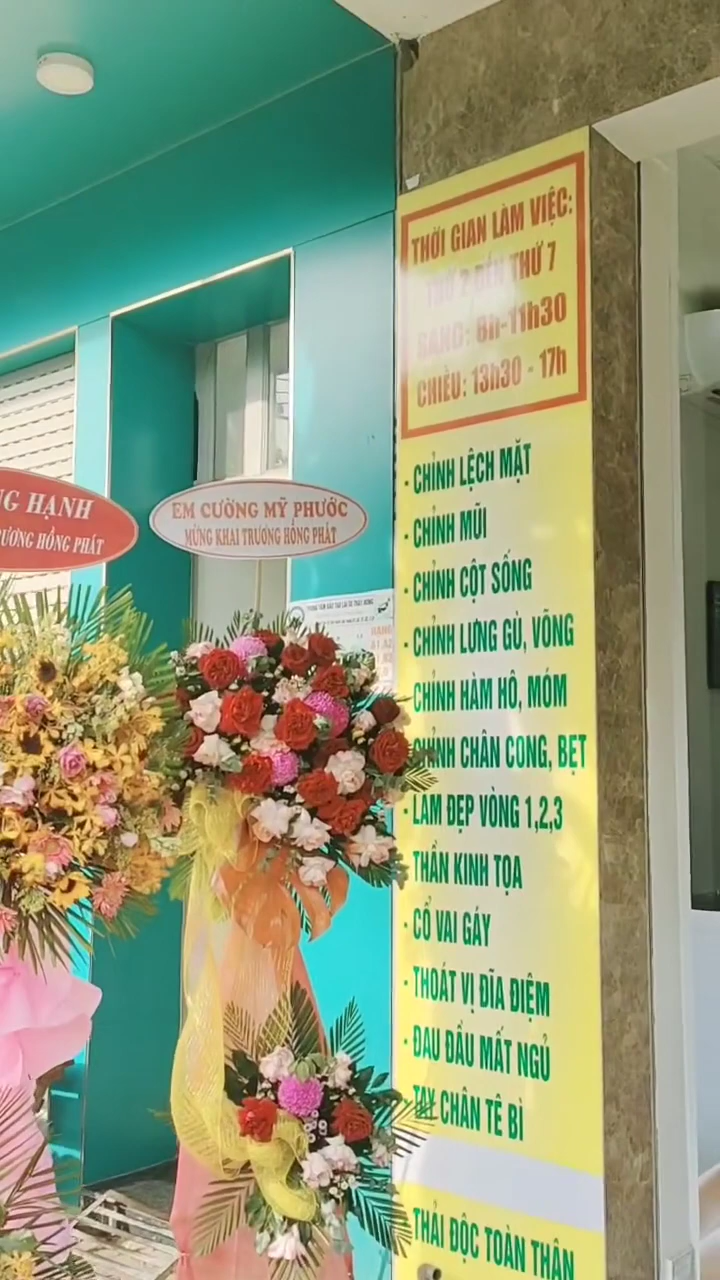 THỜI GIAN LÀM VIỆC:
THỨ 2 ĐẾN THỨ 7
SÁNG: 8h-11h30
CHIỀU: 13h30 - 17h
- CHỈNH LỆCH MẶT
- CHỈNH MŨI
- CHỈNH CỘT SỐNG
- CHỈNH LƯNG GÙ, VÕNG
- CHỈNH HÀM HÔ, MÓM
- CHỈNH CHÂN CONG, BẸT
- LÀM ĐẸP VÒNG 1,2,3
- THẦN KINH TỌA
- CỔ VAI GÁY
- THOÁT VỊ ĐĨA ĐỆM
- ĐAU ĐẦU MẤT NGỦ
- TAY CHÂN TÊ BÌ
THẢI ĐỘC TOÀN THÂN
HẠNH
HỒNG PHÁT
EM CƯỜNG MỸ PHƯỚC
MỪNG KHAI TRƯƠNG HỒNG PHÁT